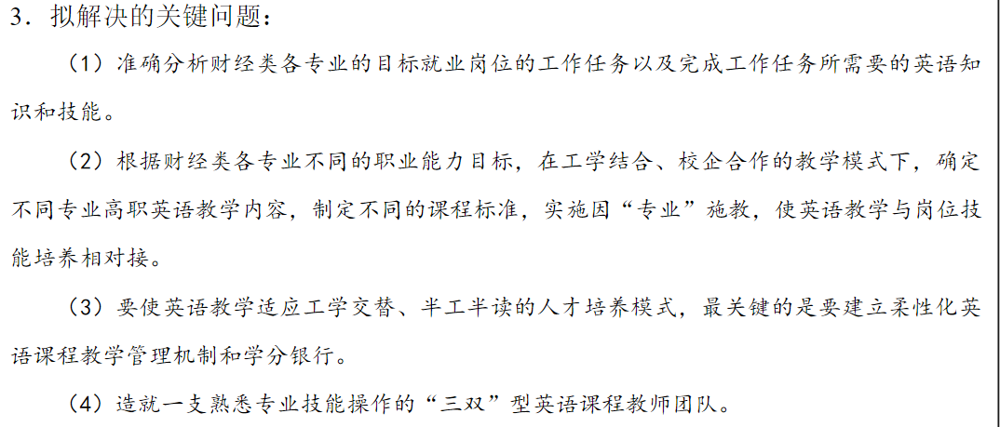 3．拟解决的关键问题：
（1）准确分析财经类各专业的目标就业岗位的工作任务以及完成工作任务所需要的英语知
识和技能。
（2）根据财经类各专业不同的职业能力目标，在工学结合、校企合作的教学模式下，确定
不同专业高职英语教学内容，制定不同的课程标准，实施因“专业”施教，使英语教学与岗位技
能培养相对接。
（3）要使英语教学适应工学交替、半工半读的人才培养模式，最关键的是要建立柔性化英
语课程教学管理机制和学分银行。
（4）造就一支熟悉专业技能操作的“三双”型英语课程教师团队。